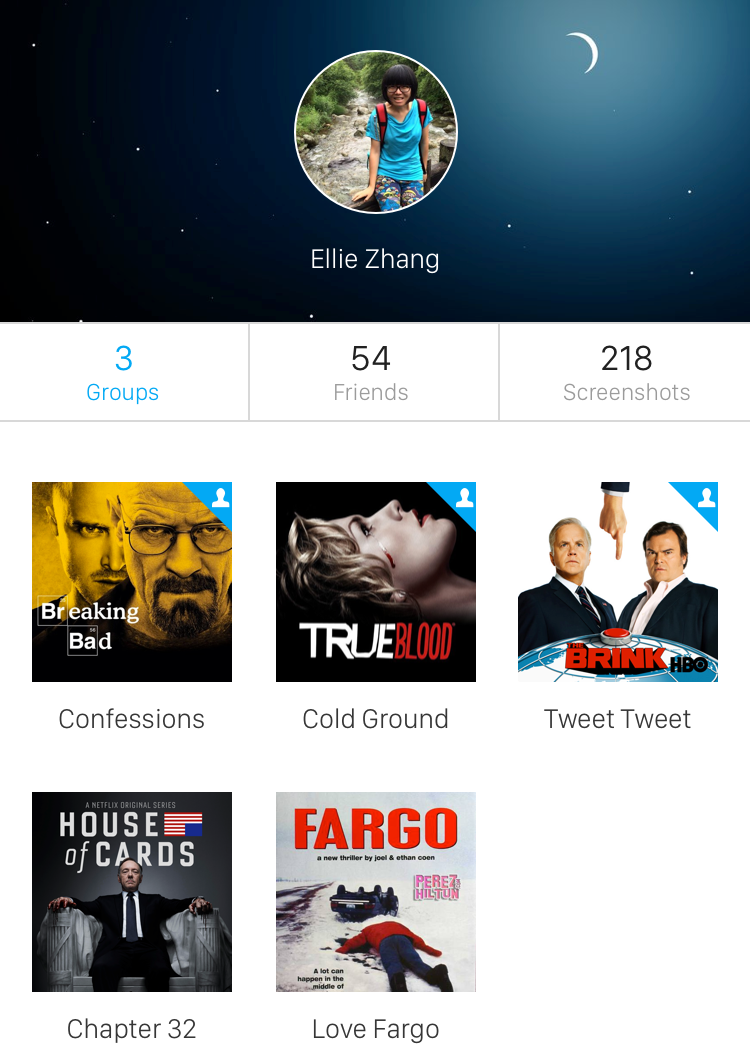 Ellie Zhang
3
Groups
54
Friends
218
Screenshots
Breaking
56
Bad
Confessions
TRUEBLOOD
Cold Ground
THE
BRINK
HBO
Tweet Tweet
A NETFLIX ORIGINAL SERIES
HOUSE
of CARDS
Chapter 32
FARGO
a new thriller by joel & ethan coen
PEREZ
HILTON
A lot can
happen in the
middle of
Love Fargo